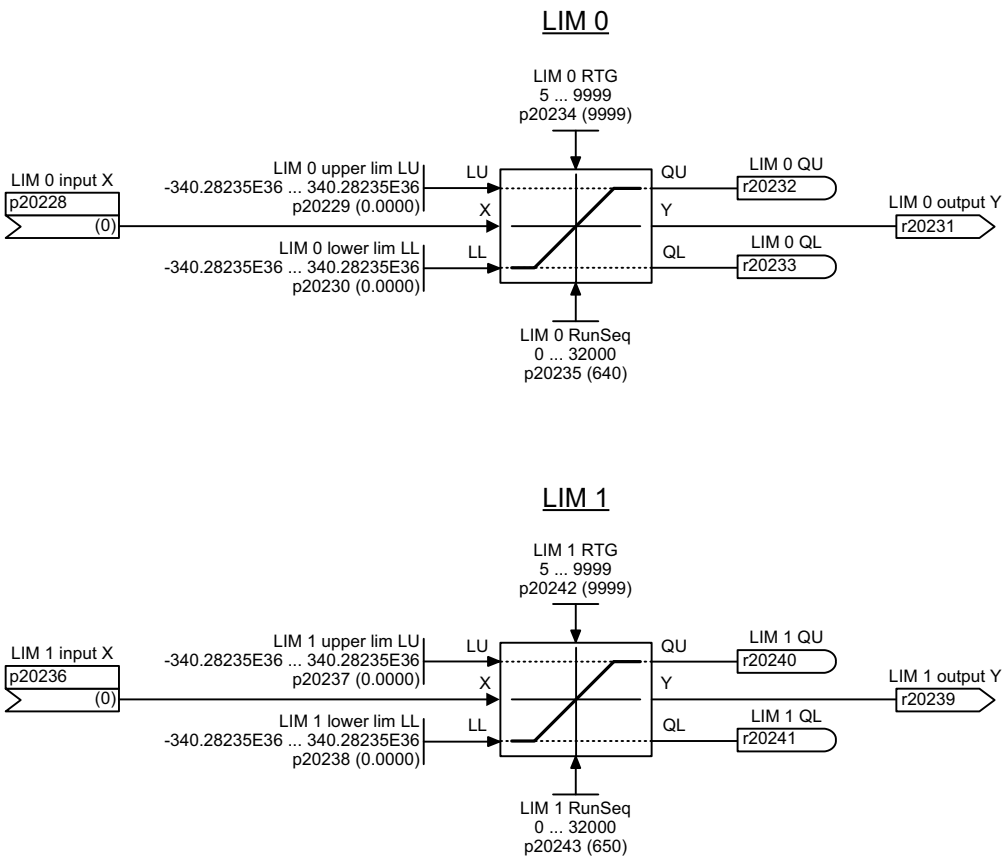 LIM 0
LIM 0 RTG
5 ... 9999
p20234 (9999)
LIM 0 input X
p20228
(0)
LIM 0 upper lim LU
-340.28235E36 ... 340.28235E36
p20229 (0.0000)
LIM 0 lower lim LL
-340.28235E36 ... 340.28235E36
p20230 (0.0000)
LU
X
LL
QU
Y
QL
LIM 0 QU
r20232
LIM 0 QL
r20233
LIM 0 output Y
r20231
LIM 0 RunSeq
0 ... 32000
p20235 (640)
LIM 1
LIM 1 RTG
5 ... 9999
p20242 (9999)
LIM 1 input X
p20236
(0)
LIM 1 upper lim LU
-340.28235E36 ... 340.28235E36
p20237 (0.0000)
LIM 1 lower lim LL
-340.28235E36 ... 340.28235E36
p20238 (0.0000)
LU
X
LL
QU
Y
QL
LIM 1 QU
r20240
LIM 1 QL
r20241
LIM 1 output Y
r20239
LIM 1 RunSeq
0 ... 32000
p20243 (650)